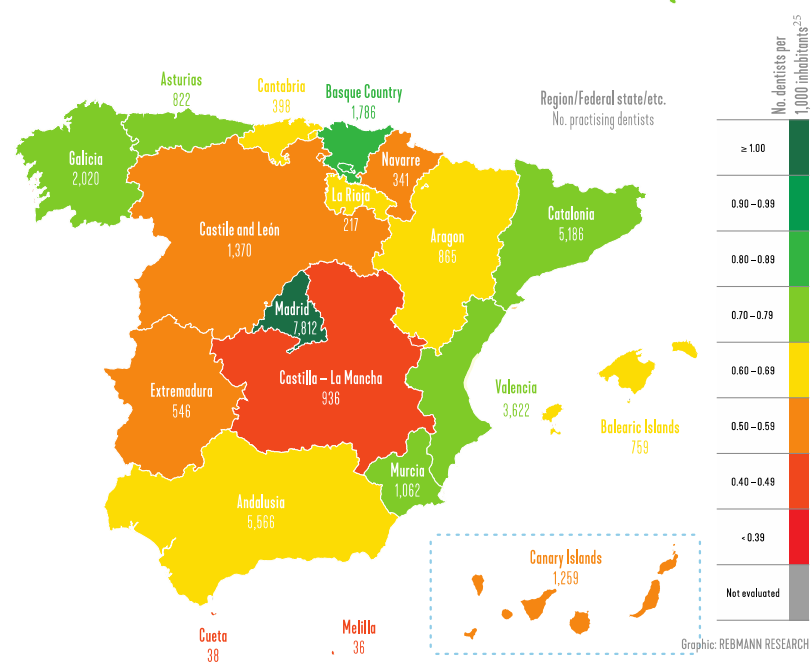 No. dentists per
1,000 inhabitants25
Region/Federal state/etc.
No. practising dentists
≥ 1.00
0.90 – 0.99
0.80 – 0.89
0.70 – 0.79
0.60 – 0.69
0.50 – 0.59
0.40 – 0.49
< 0.39
Not evaluated
Asturias
822
Cantabria
398
Basque Country
1,786
Galicia
2,020
Navarre
341
La Rioja
217
Castile and León
1,370
Aragon
865
Catalonia
5,186
Madrid
7,812
Castilla – La Mancha
936
Extremadura
546
Valencia
3,622
Balearic Islands
759
Murcia
1,062
Andalusia
5,566
Canary Islands
1,259
Cueta
38
Melilla
36
Graphic: REBMANN RESEARCH